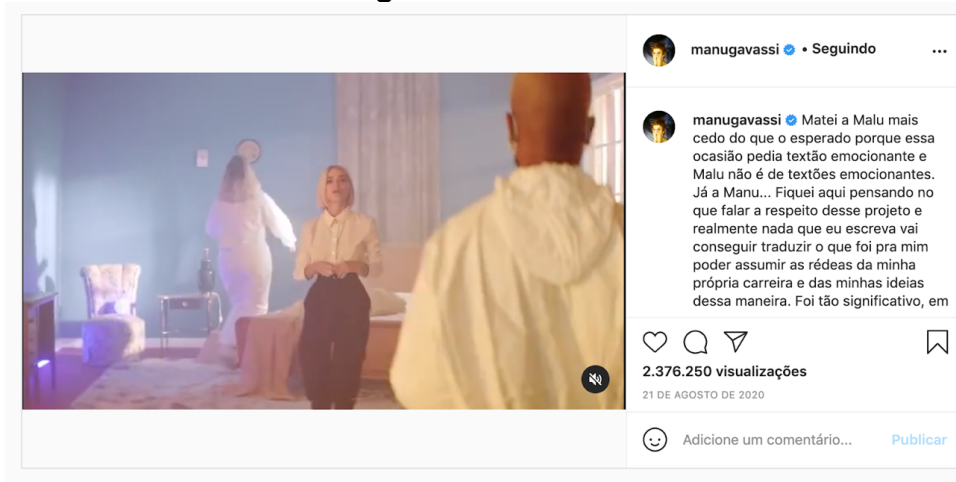 manugavassi • Seguindo
...
manugavassi Matei a Malu mais
cedo do que o esperado porque essa
ocasião pedia textão emocionante e
Malu não é de textões emocionantes.
Já a Manu... Fiquei aqui pensando no
que falar a respeito desse projeto e
realmente nada que eu escreva vai
conseguir traduzir o que foi pra mim
poder assumir as rédeas da minha
própria carreira e das minhas ideias
dessa maneira. Foi tão significativo, em
2.376.250 visualizações
21 DE AGOSTO DE 2020
Adicione um comentário... Publicar